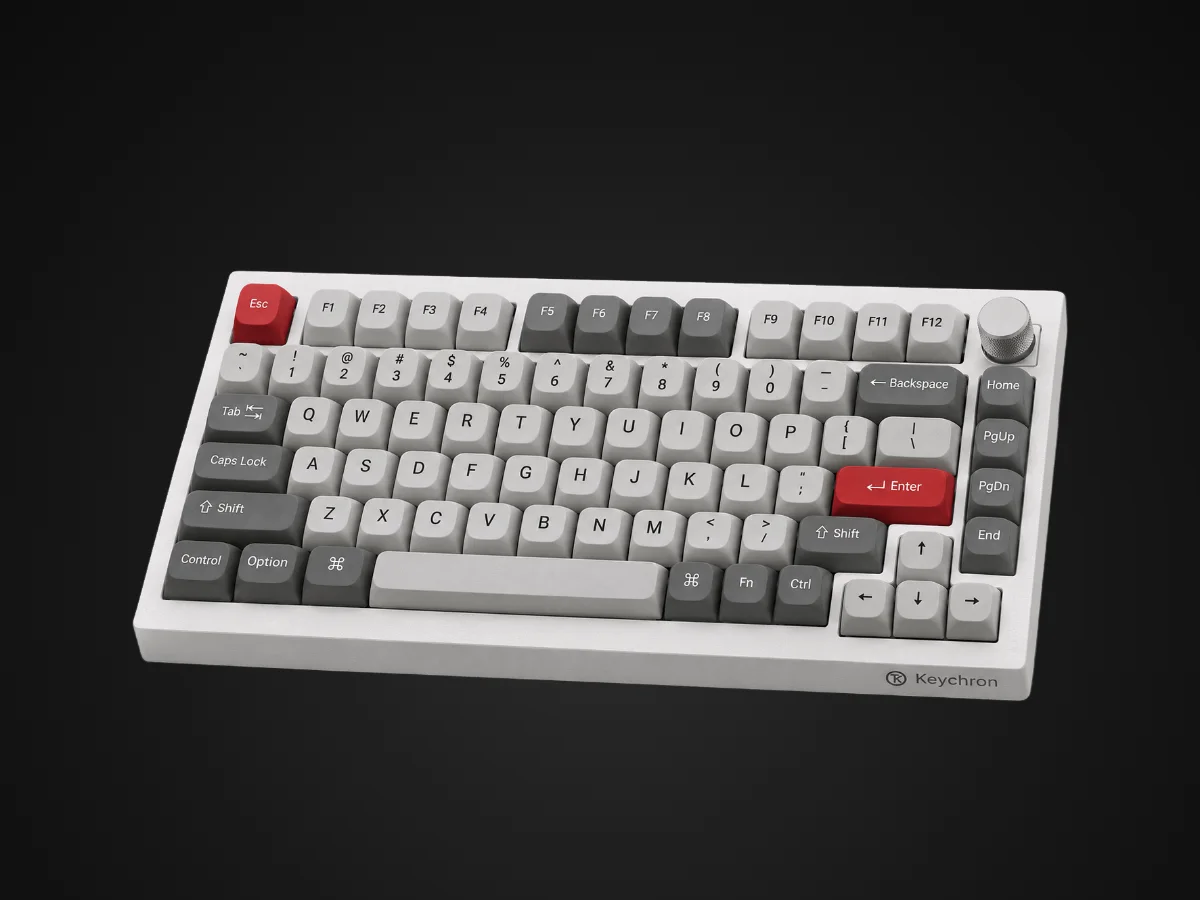 Esc F1 F2 F3 F4 F5 F6 F7 F8 F9 F10 F11 F12
~ ! @ # $ % ^ & * ( ) —
` 1 2 3 4 5 6 7 8 9 0 - ← Backspace Home
Tab ↹ Q W E R T Y U I O P { | PgUp
[ \
Caps Lock A S D F G H J K L " ↵ Enter PgDn
;
⇧ Shift Z X C V B N M < > ⇧ Shift ↑ End
, /
Control Option ⌘ ⌘ Fn Ctrl ← ↓ →
Keychron